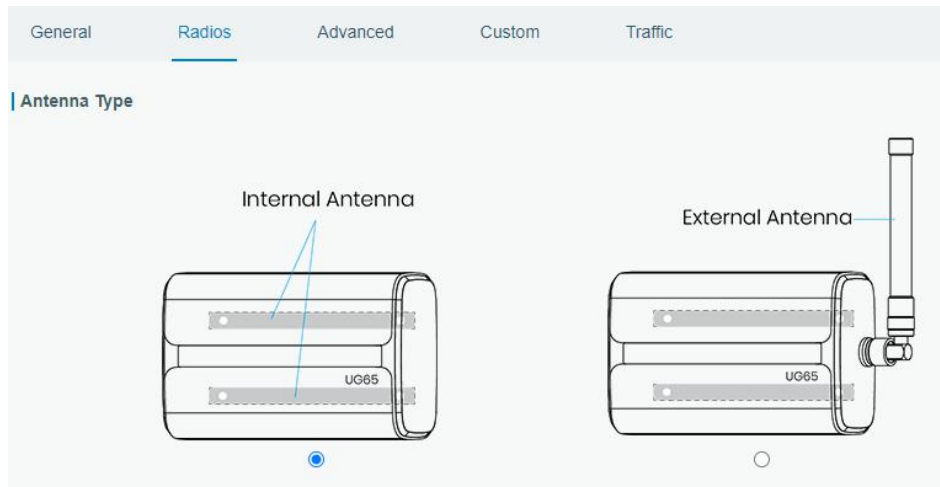 General Radios Advanced Custom Traffic
Antenna Type
Internal Antenna
External Antenna
UG65
UG65